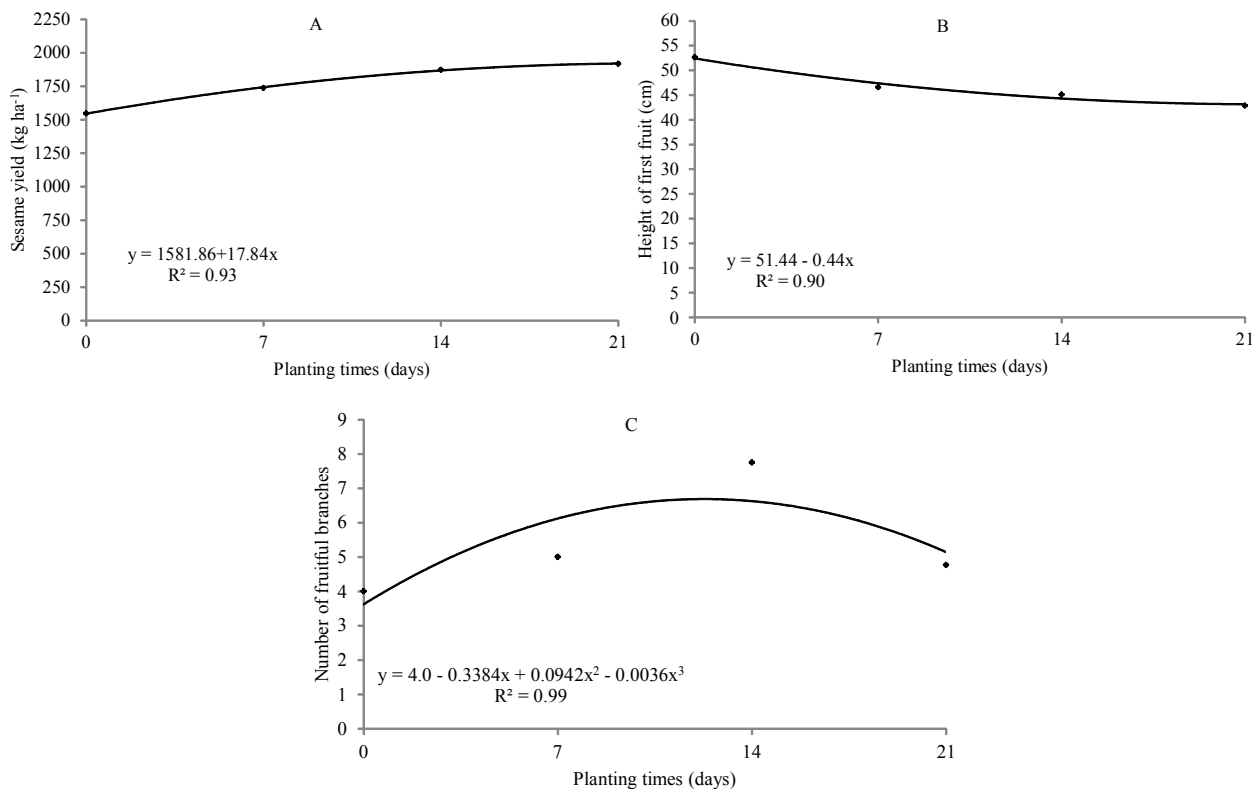 A
2250
2000
1750
1500
1250
1000
750
500
250
0
Sesame yield (kg ha⁻¹)
y = 1581.86+17.84x
R² = 0.93
0 7 14 21
Planting times (days)
B
60
55
50
45
40
35
30
25
20
15
10
5
0
Height of first fruit (cm)
y = 51.44 - 0.44x
R² = 0.90
0 7 14 21
Planting times (days)
C
9
8
7
6
5
4
3
2
1
0
Number of fruitful branches
y = 4.0 - 0.3384x + 0.0942x² - 0.0036x³
R² = 0.99
0 7 14 21
Planting times (days)